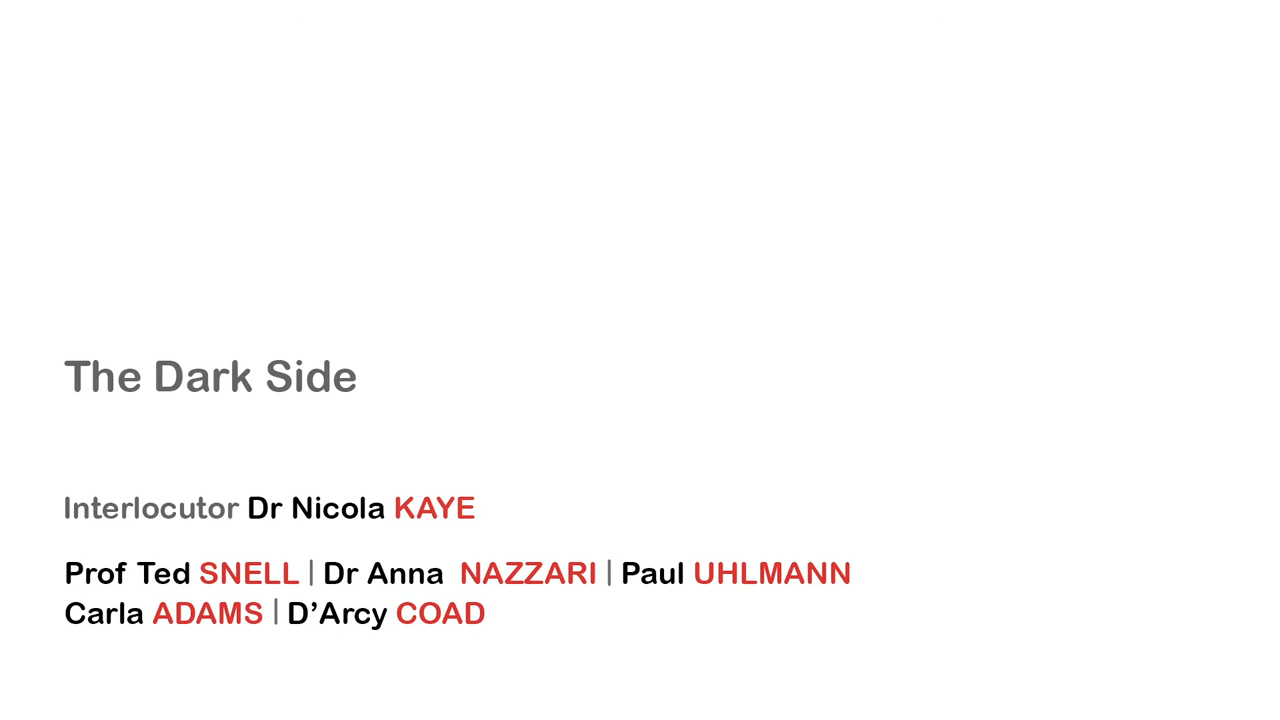 The Dark Side
Interlocutor Dr Nicola KAYE
Prof Ted SNELL | Dr Anna NAZZARI | Paul UHLMANN
Carla ADAMS | D’Arcy COAD